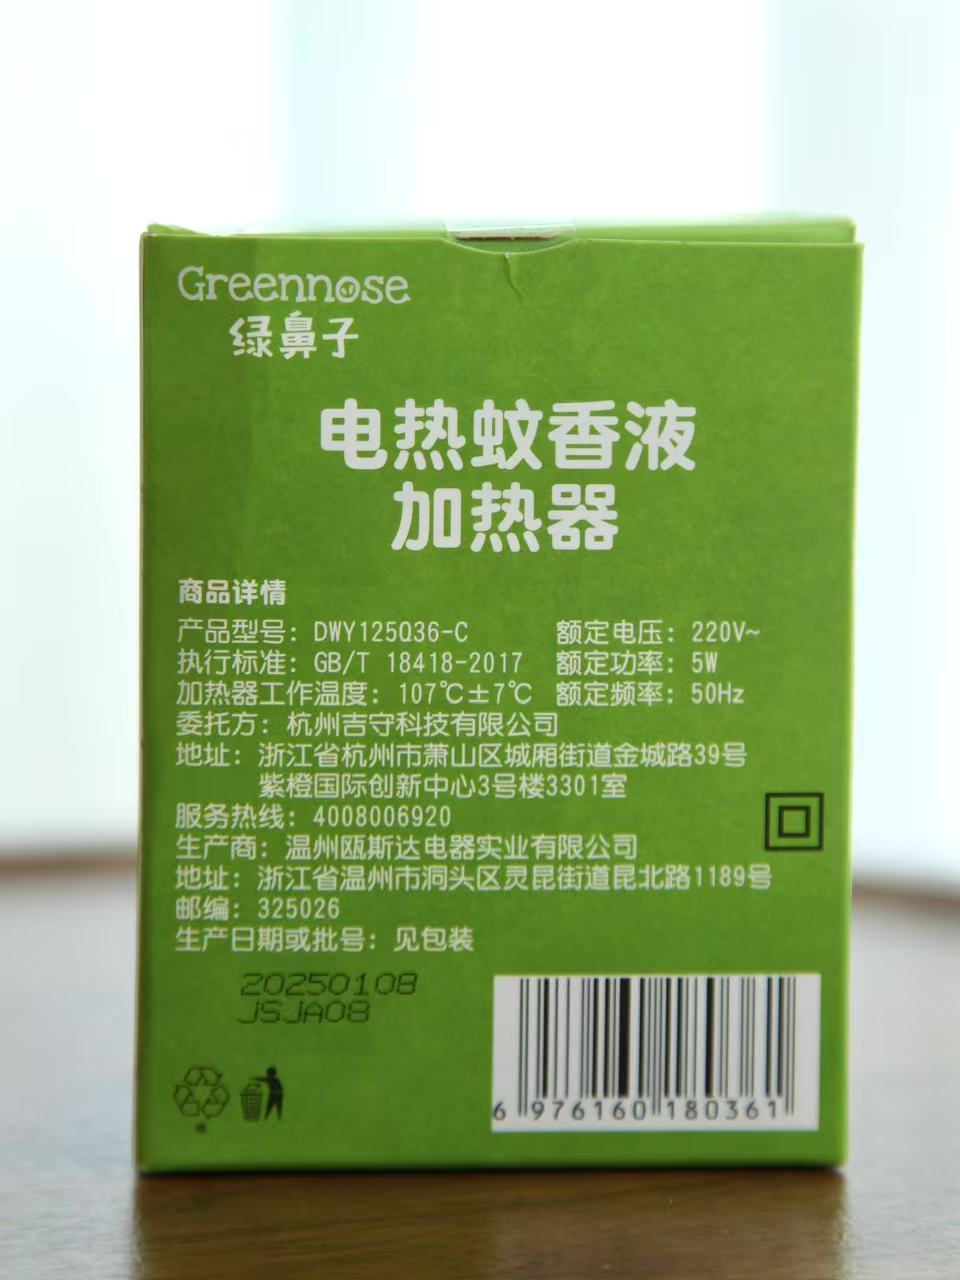 Greennose
绿鼻子
电热蚊香液
加热器
商品详情
产品型号：DWY125Q36-C 额定电压：220V~
执行标准：GB/T 18418-2017 额定功率：5W
加热器工作温度：107℃±7℃ 额定频率：50Hz
委托方：杭州吉守科技有限公司
地址：浙江省杭州市萧山区城厢街道金城路39号
紫橙国际创新中心3号楼3301室
服务热线：4008006920
生产商：温州瓯斯达电器实业有限公司
地址：浙江省温州市洞头区灵昆街道昆北路1189号
邮编：325026
生产日期或批号：见包装
20250108
JSJA08
6 976160 180361